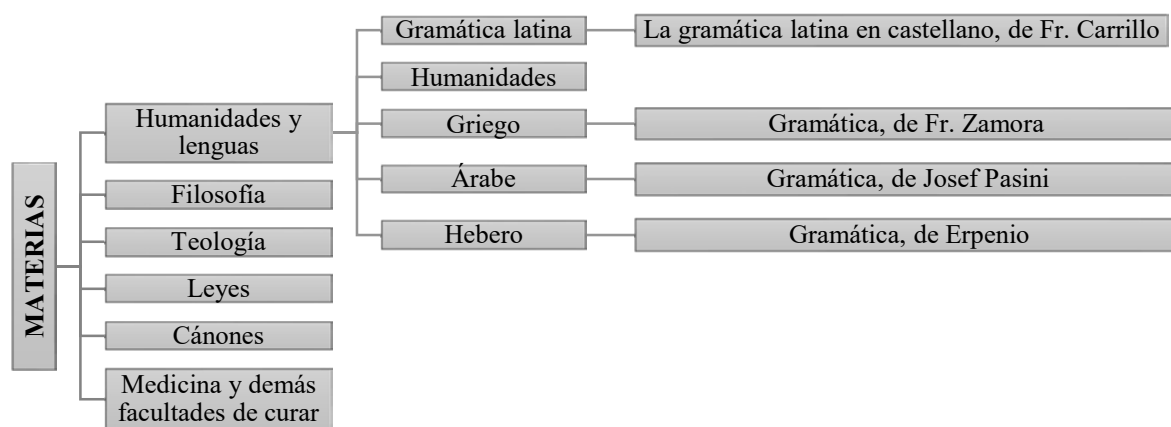 MATERIAS
Humanidades y
lenguas
Filosofía
Teología
Leyes
Cánones
Medicina y demás
facultades de curar
Gramática latina
La gramática latina en castellano, de Fr. Carrillo
Humanidades
Griego
Gramática, de Fr. Zamora
Árabe
Gramática, de Josef Pasini
Hebero
Gramática, de Erpenio